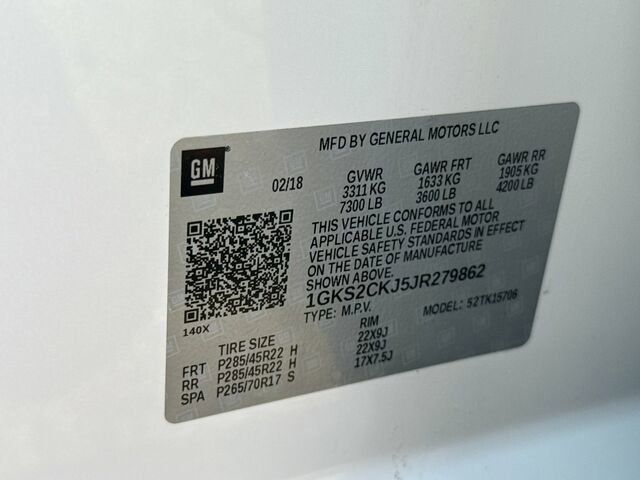 MFD BY GENERAL MOTORS LLC
GM
02/18
GVWR GAWR FRT GAWR RR
3311 KG 1633 KG 1905 KG
7300 LB 3600 LB 4200 LB
THIS VEHICLE CONFORMS TO ALL
APPLICABLE U.S. FEDERAL MOTOR
VEHICLE SAFETY STANDARDS IN EFFECT
ON THE DATE OF MANUFACTURE
SHOWN ABOVE.
1GKS2CKJ5JR279862
TYPE: M.P.V. MODEL: 52TK15706
140X
TIRE SIZE RIM
FRT P285/45R22 H 22X9J
RR P285/45R22 H 22X9J
SPA P265/70R17 S 17X7.5J